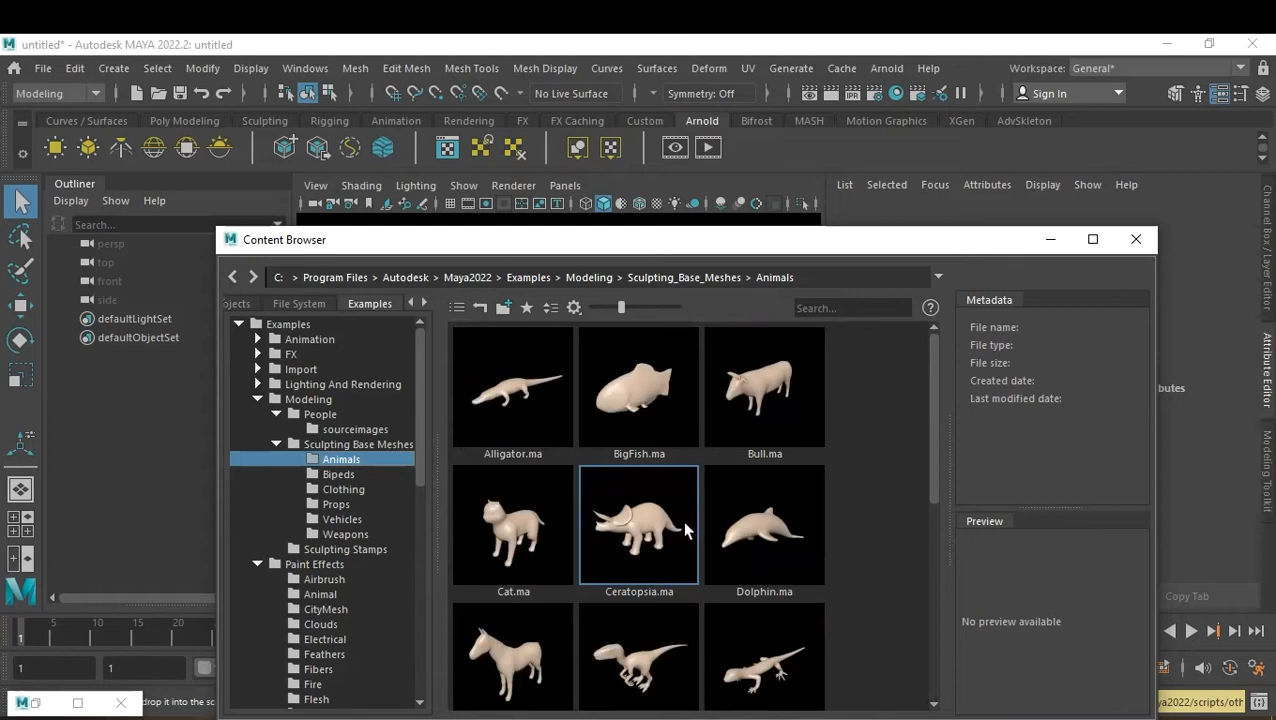 untitled* - Autodesk MAYA 2022.2: untitled
File Edit Create Select Modify Display Windows Mesh Edit Mesh Mesh Tools Mesh Display Curves Surfaces Deform UV Generate Cache Arnold Help Workspace: General*
Modeling No Live Surface Symmetry: Off IPR Sign In
Curves / Surfaces Poly Modeling Sculpting Rigging Animation Rendering FX FX Caching Custom Arnold Bifrost MASH Motion Graphics XGen AdvSkeleton
Outliner
Display Show Help
Search...
persp
top
front
side
defaultLightSet
defaultObjectSet
View Shading Lighting Show Renderer Panels
List Selected Focus Attributes Display Show Help
Content Browser
C: > Program Files > Autodesk > Maya2022 > Examples > Modeling > Sculpting_Base_Meshes > Animals
bjects File System Examples
Search...
Examples
Animation
FX
Import
Lighting And Rendering
Modeling
People
sourceimages
Sculpting Base Meshes
Animals
Bipeds
Clothing
Props
Vehicles
Weapons
Sculpting Stamps
Paint Effects
Airbrush
Animal
CityMesh
Clouds
Electrical
Feathers
Fibers
Fire
Flesh
Alligator.ma BigFish.ma Bull.ma
Cat.ma Ceratopsia.ma Dolphin.ma
Metadata
File name:
File type:
File size:
Created date:
Last modified date:
Preview
No preview available
butes
Copy Tab
Channel Box / Layer Editor
Attribute Editor
Modeling Toolkit
1 5 10 15 20 25
1 1
drop it into the sc
ya2022/scripts/oth